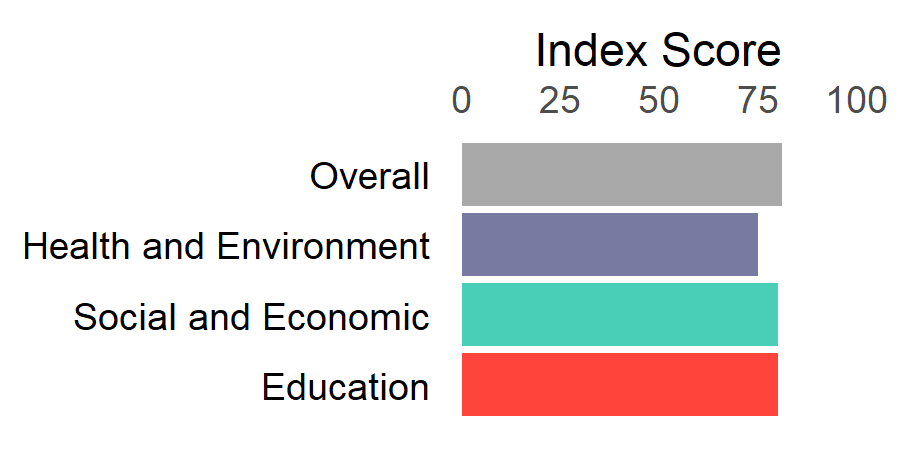 Index Score
0 25 50 75 100
Overall
Health and Environment
Social and Economic
Education